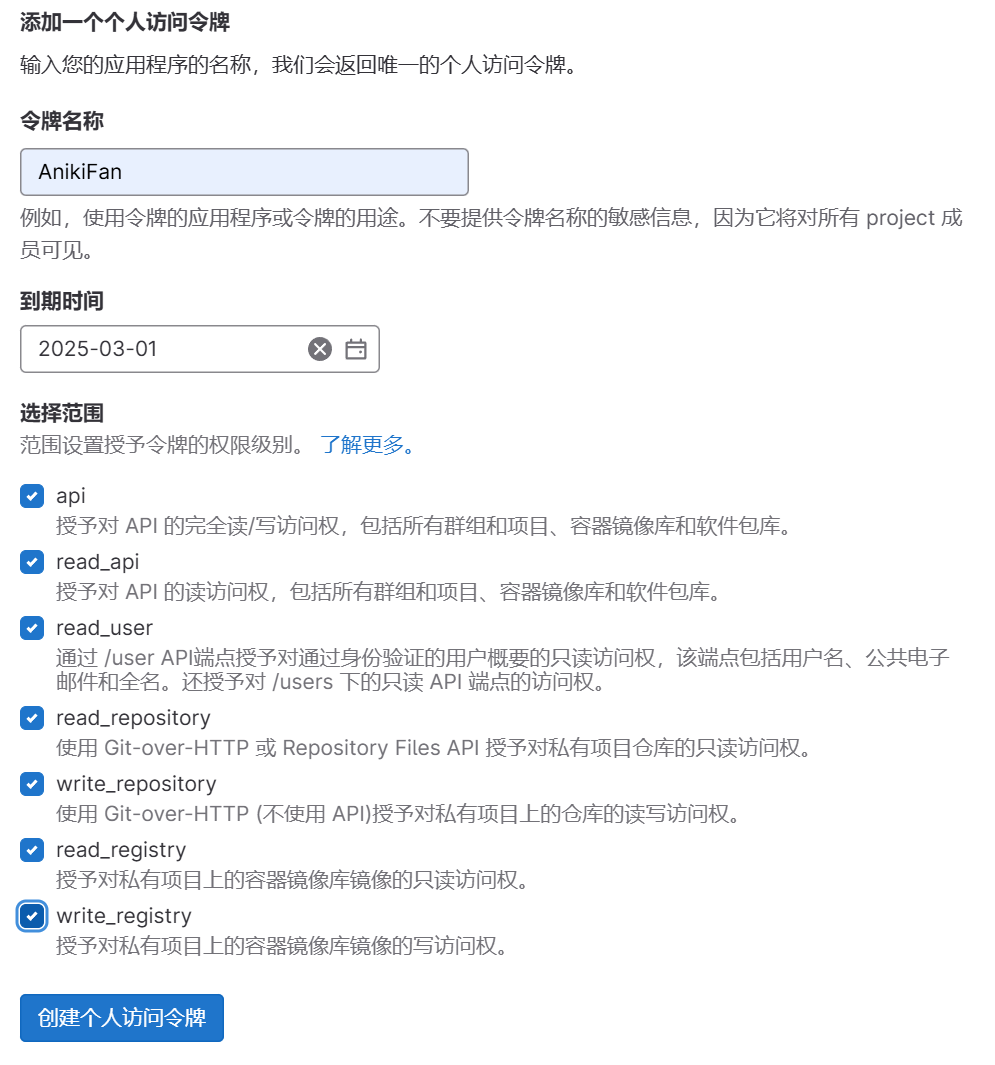 添加一个个人访问令牌
输入您的应用程序的名称，我们会返回唯一的个人访问令牌。
令牌名称
AnikiFan
例如，使用令牌的应用程序或令牌的用途。不要提供令牌名称的敏感信息，因为它将对所有 project 成
员可见。
到期时间
2025-03-01
选择范围
范围设置授予令牌的权限级别。 了解更多。
api
授予对 API 的完全读/写访问权，包括所有群组和项目、容器镜像库和软件包库。
read_api
授予对 API 的读访问权，包括所有群组和项目、容器镜像库和软件包库。
read_user
通过 /user API端点授予对通过身份验证的用户概要的只读访问权，该端点包括用户名、公共电子
邮件和全名。还授予对 /users 下的只读 API 端点的访问权。
read_repository
使用 Git-over-HTTP 或 Repository Files API 授予对私有项目仓库的只读访问权。
write_repository
使用 Git-over-HTTP (不使用 API)授予对私有项目上的仓库的读写访问权。
read_registry
授予对私有项目上的容器镜像库镜像的只读访问权。
write_registry
授予对私有项目上的容器镜像库镜像的写访问权。
创建个人访问令牌